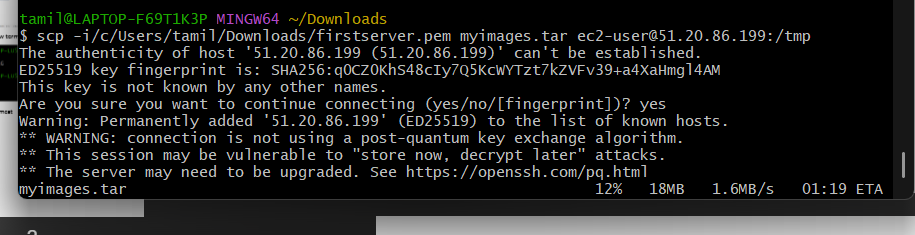 tamil@LAPTOP-F69T1K3P MINGW64 ~/Downloads
$ scp -i/c/Users/tamil/Downloads/firstserver.pem myimages.tar ec2-user@51.20.86.199:/tmp
The authenticity of host '51.20.86.199 (51.20.86.199)' can't be established.
ED25519 key fingerprint is: SHA256:q0CZ0KhS48cIy7Q5KcWYTzt7kZVFv39+a4XaHmgl4AM
This key is not known by any other names.
Are you sure you want to continue connecting (yes/no/[fingerprint])? yes
Warning: Permanently added '51.20.86.199' (ED25519) to the list of known hosts.
** WARNING: connection is not using a post-quantum key exchange algorithm.
** This session may be vulnerable to "store now, decrypt later" attacks.
** The server may need to be upgraded. See https://openssh.com/pq.html
myimages.tar 12% 18MB 1.6MB/s 01:19 ETA